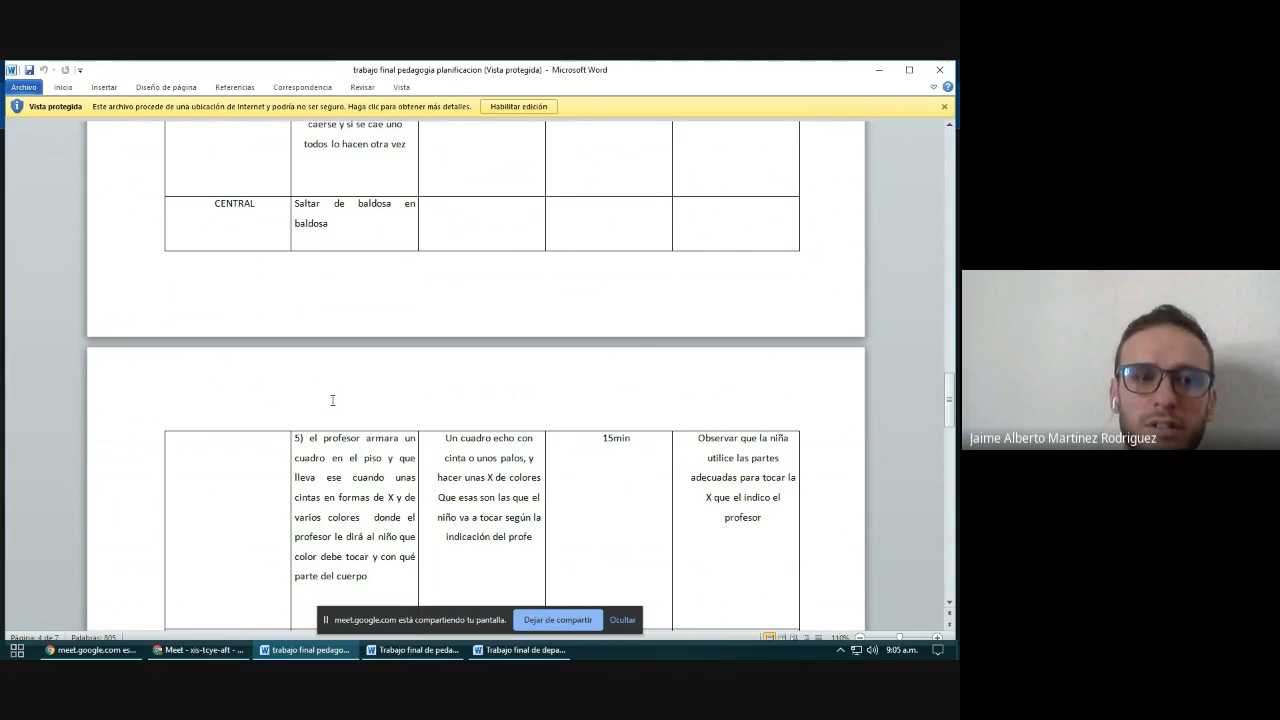 trabajo final pedagogia planificacion (Vista protegida) - Microsoft Word
Archivo Inicio Insertar Diseño de página Referencias Correspondencia Revisar Vista
Vista protegida Este archivo procede de una ubicación de Internet y podría no ser seguro. Haga clic para obtener más detalles. Habilitar edición
caerse y si se cae uno
todos lo hacen otra vez
CENTRAL
Saltar de baldosa en
baldosa
5) el profesor armara un
cuadro en el piso y que
lleva ese cuando unas
cintas en formas de X y de
varios colores donde el
profesor le dirá al niño que
color debe tocar y con qué
parte del cuerpo
Un cuadro echo con
cinta o unos palos, y
hacer unas X de colores
Que esas son las que el
niño va a tocar según la
indicación del profe
15min
Observar que la niña
utilice las partes
adecuadas para tocar la
X que el indico el
profesor
Jaime Alberto Martinez Rodriguez
meet.google.com está compartiendo tu pantalla. Dejar de compartir Ocultar
Página: 4 de 7 Palabras: 805 110%
meet.google.com es... Meet - xis-tcye-aft - ... trabajo final pedago... Trabajo final de peda... Trabajo final de depa... 9:05 a.m.